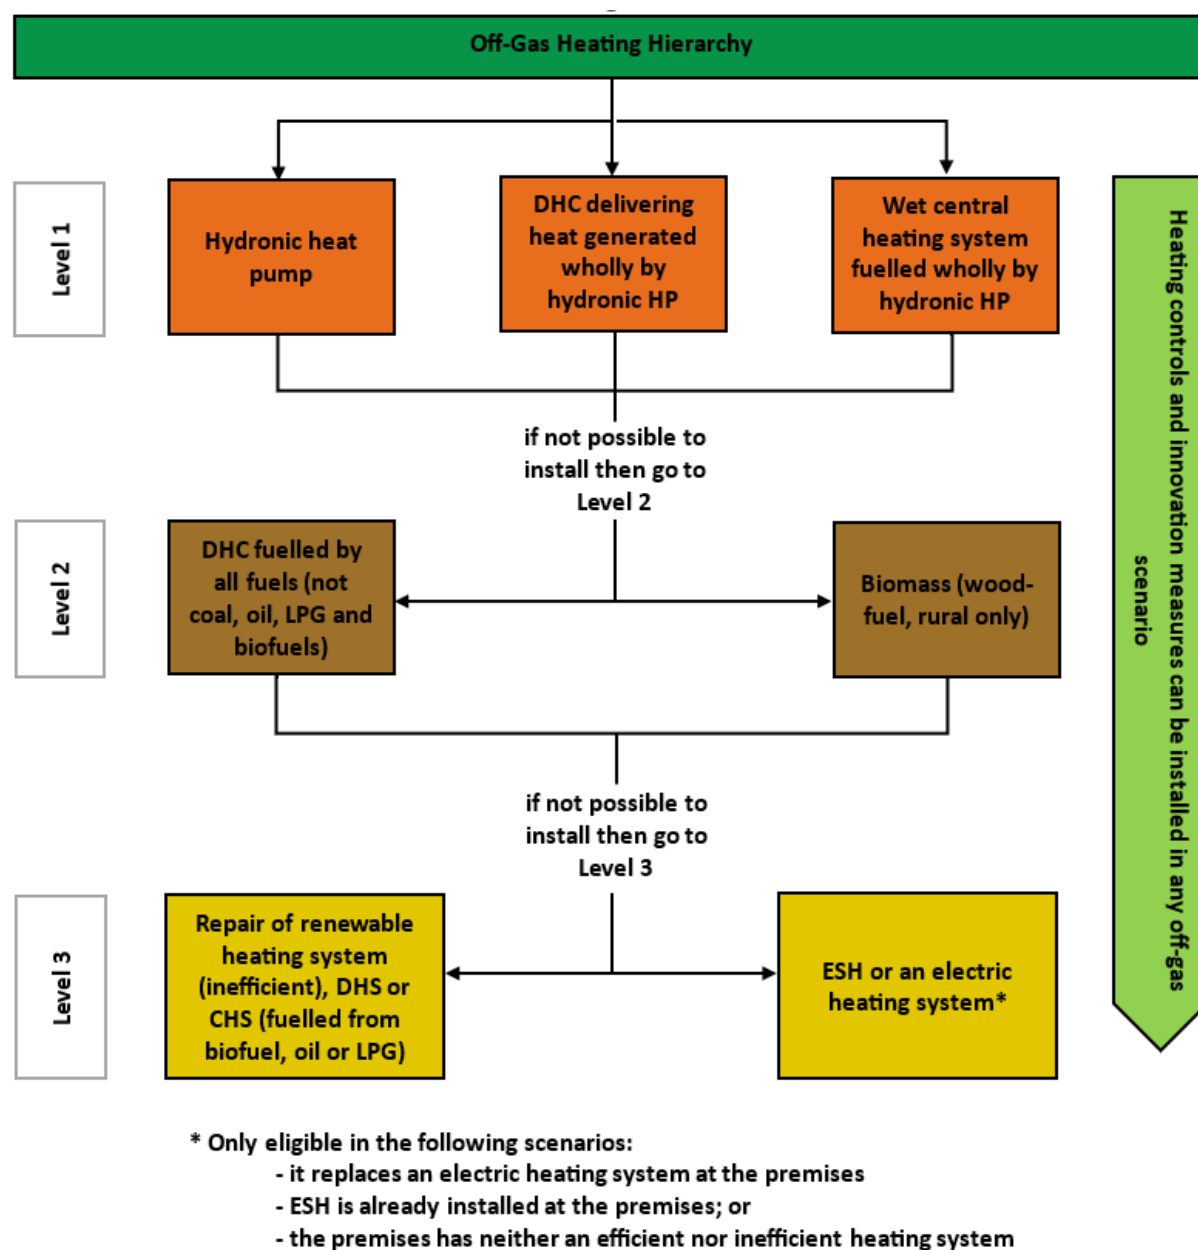 Off-Gas Heating Hierarchy
Level 1
Hydronic heat
pump
DHC delivering
heat generated
wholly by
hydronic HP
Wet central
heating system
fuelled wholly by
hydronic HP
if not possible to
install then go to
Level 2
Level 2
DHC fuelled by
all fuels (not
coal, oil, LPG and
biofuels)
Biomass (wood-
fuel, rural only)
if not possible to
install then go to
Level 3
Level 3
Repair of renewable
heating system
(inefficient), DHS or
CHS (fuelled from
biofuel, oil or LPG)
ESH or an electric
heating system*
Heating controls and innovation measures can be installed in any off-gas
scenario
* Only eligible in the following scenarios:
- it replaces an electric heating system at the premises
- ESH is already installed at the premises; or
- the premises has neither an efficient nor inefficient heating system